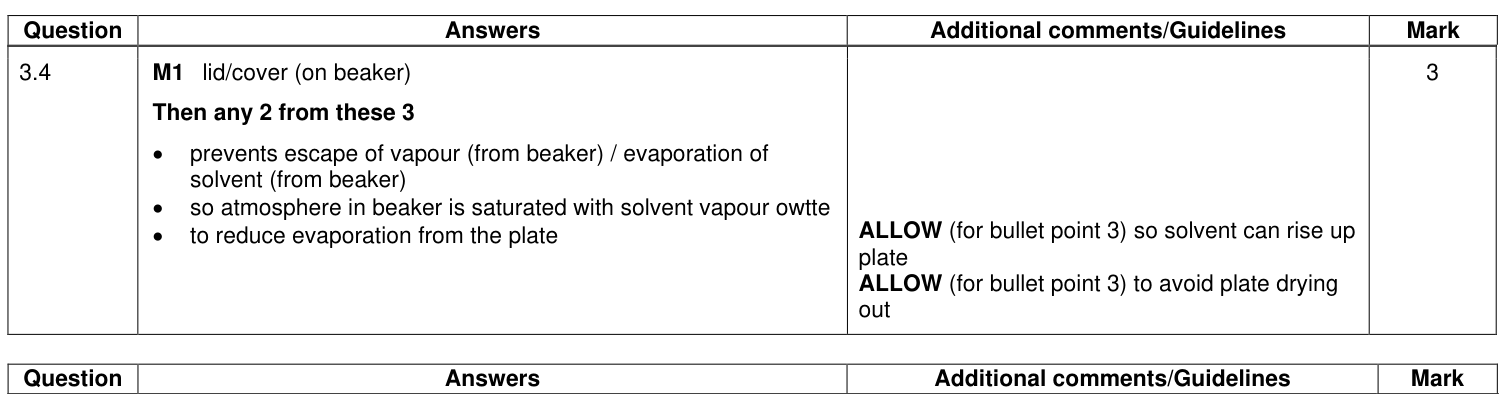 Question Answers Additional comments/Guidelines Mark
3.4 M1 lid/cover (on beaker) 3
Then any 2 from these 3
• prevents escape of vapour (from beaker) / evaporation of
solvent (from beaker)
• so atmosphere in beaker is saturated with solvent vapour owtte
• to reduce evaporation from the plate
ALLOW (for bullet point 3) so solvent can rise up
plate
ALLOW (for bullet point 3) to avoid plate drying
out
Question Answers Additional comments/Guidelines Mark